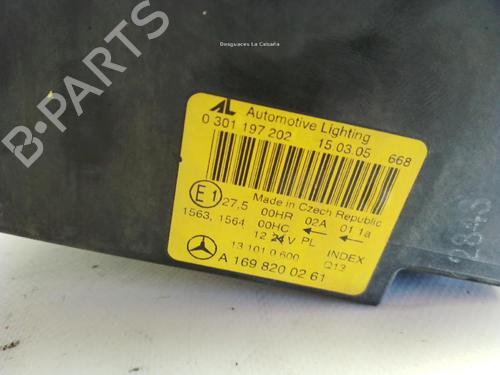 Desguaces La Cabaña
B-PARTS
AL Automotive Lighting
0 301 197 202 15.03.05 668
Made in Czech Republic
E1 27,5 00HR 02A 01 1a
1563, 1564 00HC
12 24 V PL INDEX
13 101 0 600 Q13
A 169 820 02 61